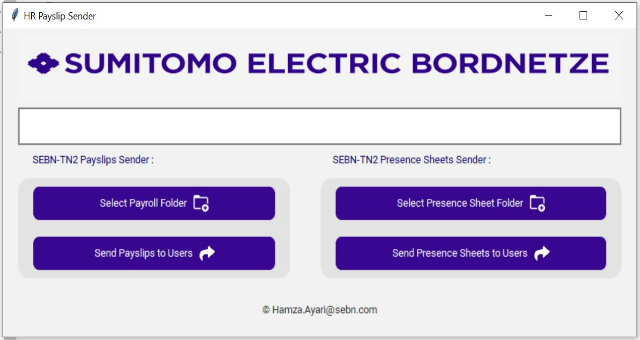 HR Payslip Sender
SUMITOMO ELECTRIC BORDNETZE
SEBN-TN2 Payslips Sender :
SEBN-TN2 Presence Sheets Sender :
Select Payroll Folder
Select Presence Sheet Folder
Send Payslips to Users
Send Presence Sheets to Users
© Hamza.Ayari@sebn.com